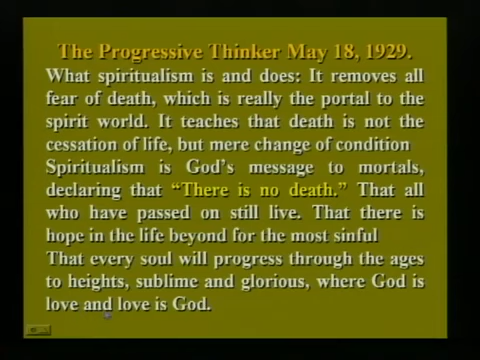 The Progressive Thinker May 18, 1929.
What spiritualism is and does: It removes all
fear of death, which is really the portal to the
spirit world. It teaches that death is not the
cessation of life, but mere change of condition
Spiritualism is God's message to mortals,
declaring that “There is no death.” That all
who have passed on still live. That there is
hope in the life beyond for the most sinful
That every soul will progress through the ages
to heights, sublime and glorious, where God is
love and love is God.